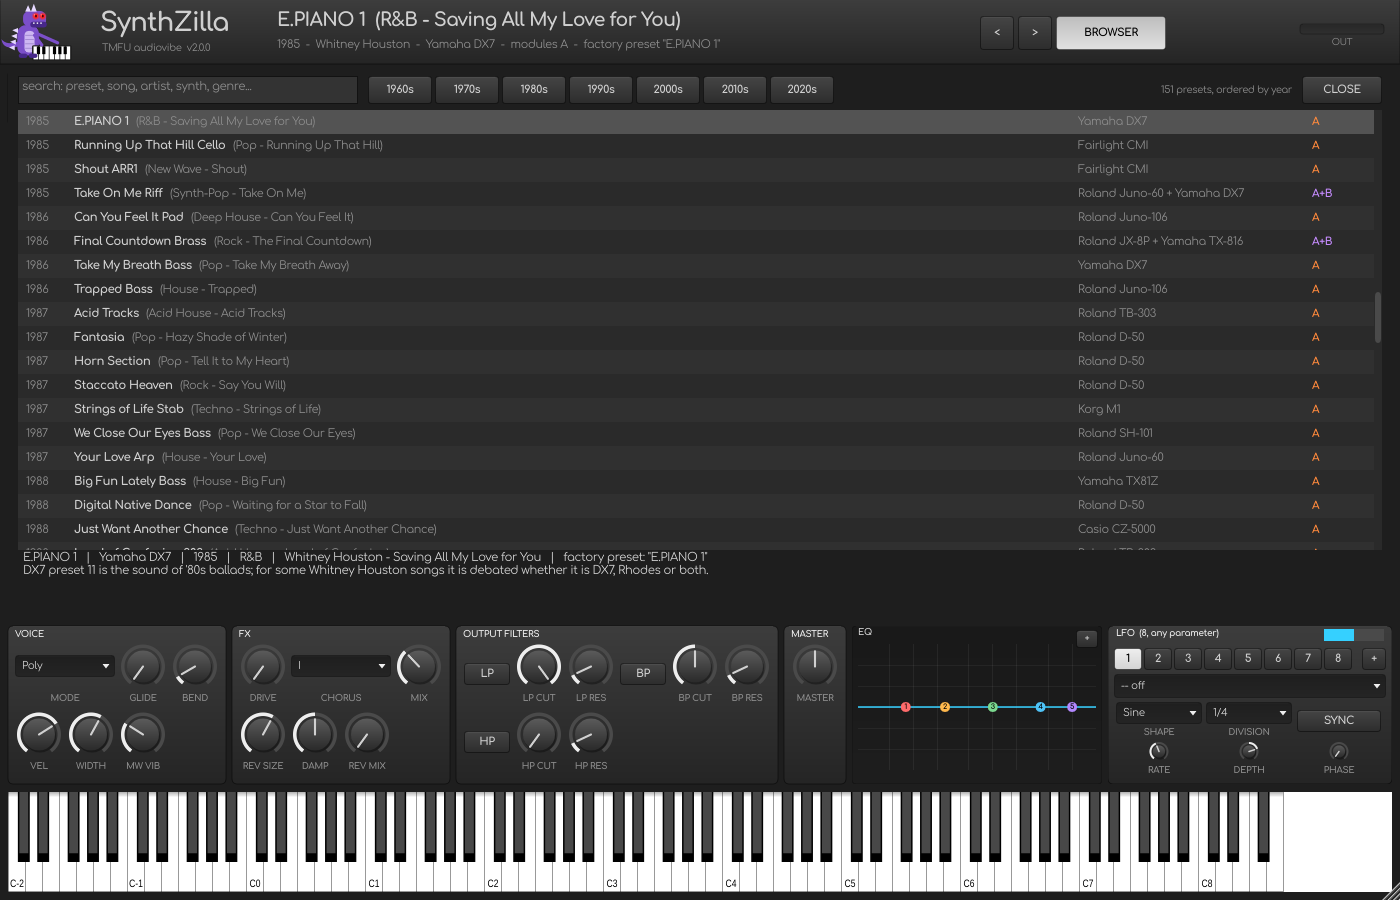 SynthZilla
TMFU audiovibe v2.0.0
E.PIANO 1 (R&B - Saving All My Love for You)
1985 - Whitney Houston - Yamaha DX7 - modules A - factory preset "E.PIANO 1"
< > BROWSER
OUT
search: preset, song, artist, synth, genre...
1960s 1970s 1980s 1990s 2000s 2010s 2020s
151 presets, ordered by year
CLOSE
1985 E.PIANO 1 (R&B - Saving All My Love for You) Yamaha DX7 A
1985 Running Up That Hill Cello (Pop - Running Up That Hill) Fairlight CMI A
1985 Shout ARR1 (New Wave - Shout) Fairlight CMI A
1985 Take On Me Riff (Synth-Pop - Take On Me) Roland Juno-60 + Yamaha DX7 A+B
1986 Can You Feel It Pad (Deep House - Can You Feel It) Roland Juno-106 A
1986 Final Countdown Brass (Rock - The Final Countdown) Roland JX-8P + Yamaha TX-816 A+B
1986 Take My Breath Bass (Pop - Take My Breath Away) Yamaha DX7 A
1986 Trapped Bass (House - Trapped) Roland Juno-106 A
1987 Acid Tracks (Acid House - Acid Tracks) Roland TB-303 A
1987 Fantasia (Pop - Hazy Shade of Winter) Roland D-50 A
1987 Horn Section (Pop - Tell It to My Heart) Roland D-50 A
1987 Staccato Heaven (Rock - Say You Will) Roland D-50 A
1987 Strings of Life Stab (Techno - Strings of Life) Korg M1 A
1987 We Close Our Eyes Bass (Pop - We Close Our Eyes) Roland SH-101 A
1987 Your Love Arp (House - Your Love) Roland Juno-60 A
1988 Big Fun Lately Bass (House - Big Fun) Yamaha TX81Z A
1988 Digital Native Dance (Pop - Waiting for a Star to Fall) Roland D-50 A
1988 Just Want Another Chance (Techno - Just Want Another Chance) Casio CZ-5000 A
E.PIANO 1 | Yamaha DX7 | 1985 | R&B | Whitney Houston - Saving All My Love for You | factory preset: "E.PIANO 1"
DX7 preset 11 is the sound of '80s ballads; for some Whitney Houston songs it is debated whether it is DX7, Rhodes or both.
VOICE
Poly
MODE GLIDE BEND
VEL WIDTH MW VIB
FX
I
DRIVE CHORUS MIX
REV SIZE DAMP REV MIX
OUTPUT FILTERS
LP BP
LP CUT LP RES BP CUT BP RES
HP
HP CUT HP RES
MASTER
MASTER
EQ
+
1 2 3 4 5
LFO (8, any parameter)
1 2 3 4 5 6 7 8 +
-- off
Sine 1/4 SYNC
SHAPE DIVISION
RATE DEPTH PHASE
C-2 C-1 C0 C1 C2 C3 C4 C5 C6 C7 C8